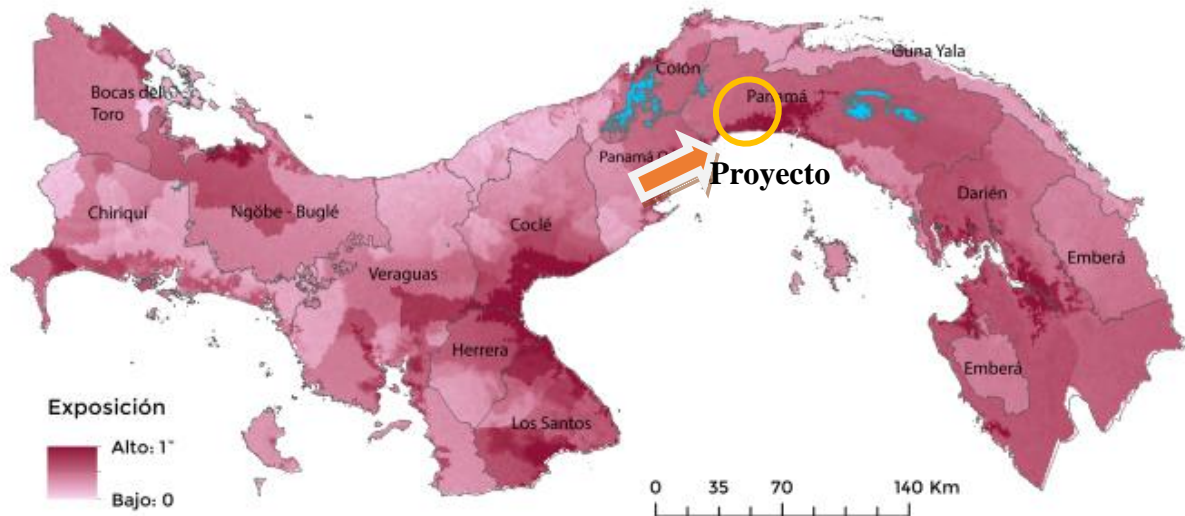 Guna Yala
Colón
Bocas del
Toro
Panamá
Panamá O
Proyecto
Chiriquí
Ngöbe - Buglé
Coclé
Darién
Veraguas
Emberá
Herrera
Emberá
Los Santos
Exposición
Alto: 1
Bajo: 0
0 35 70 140 Km